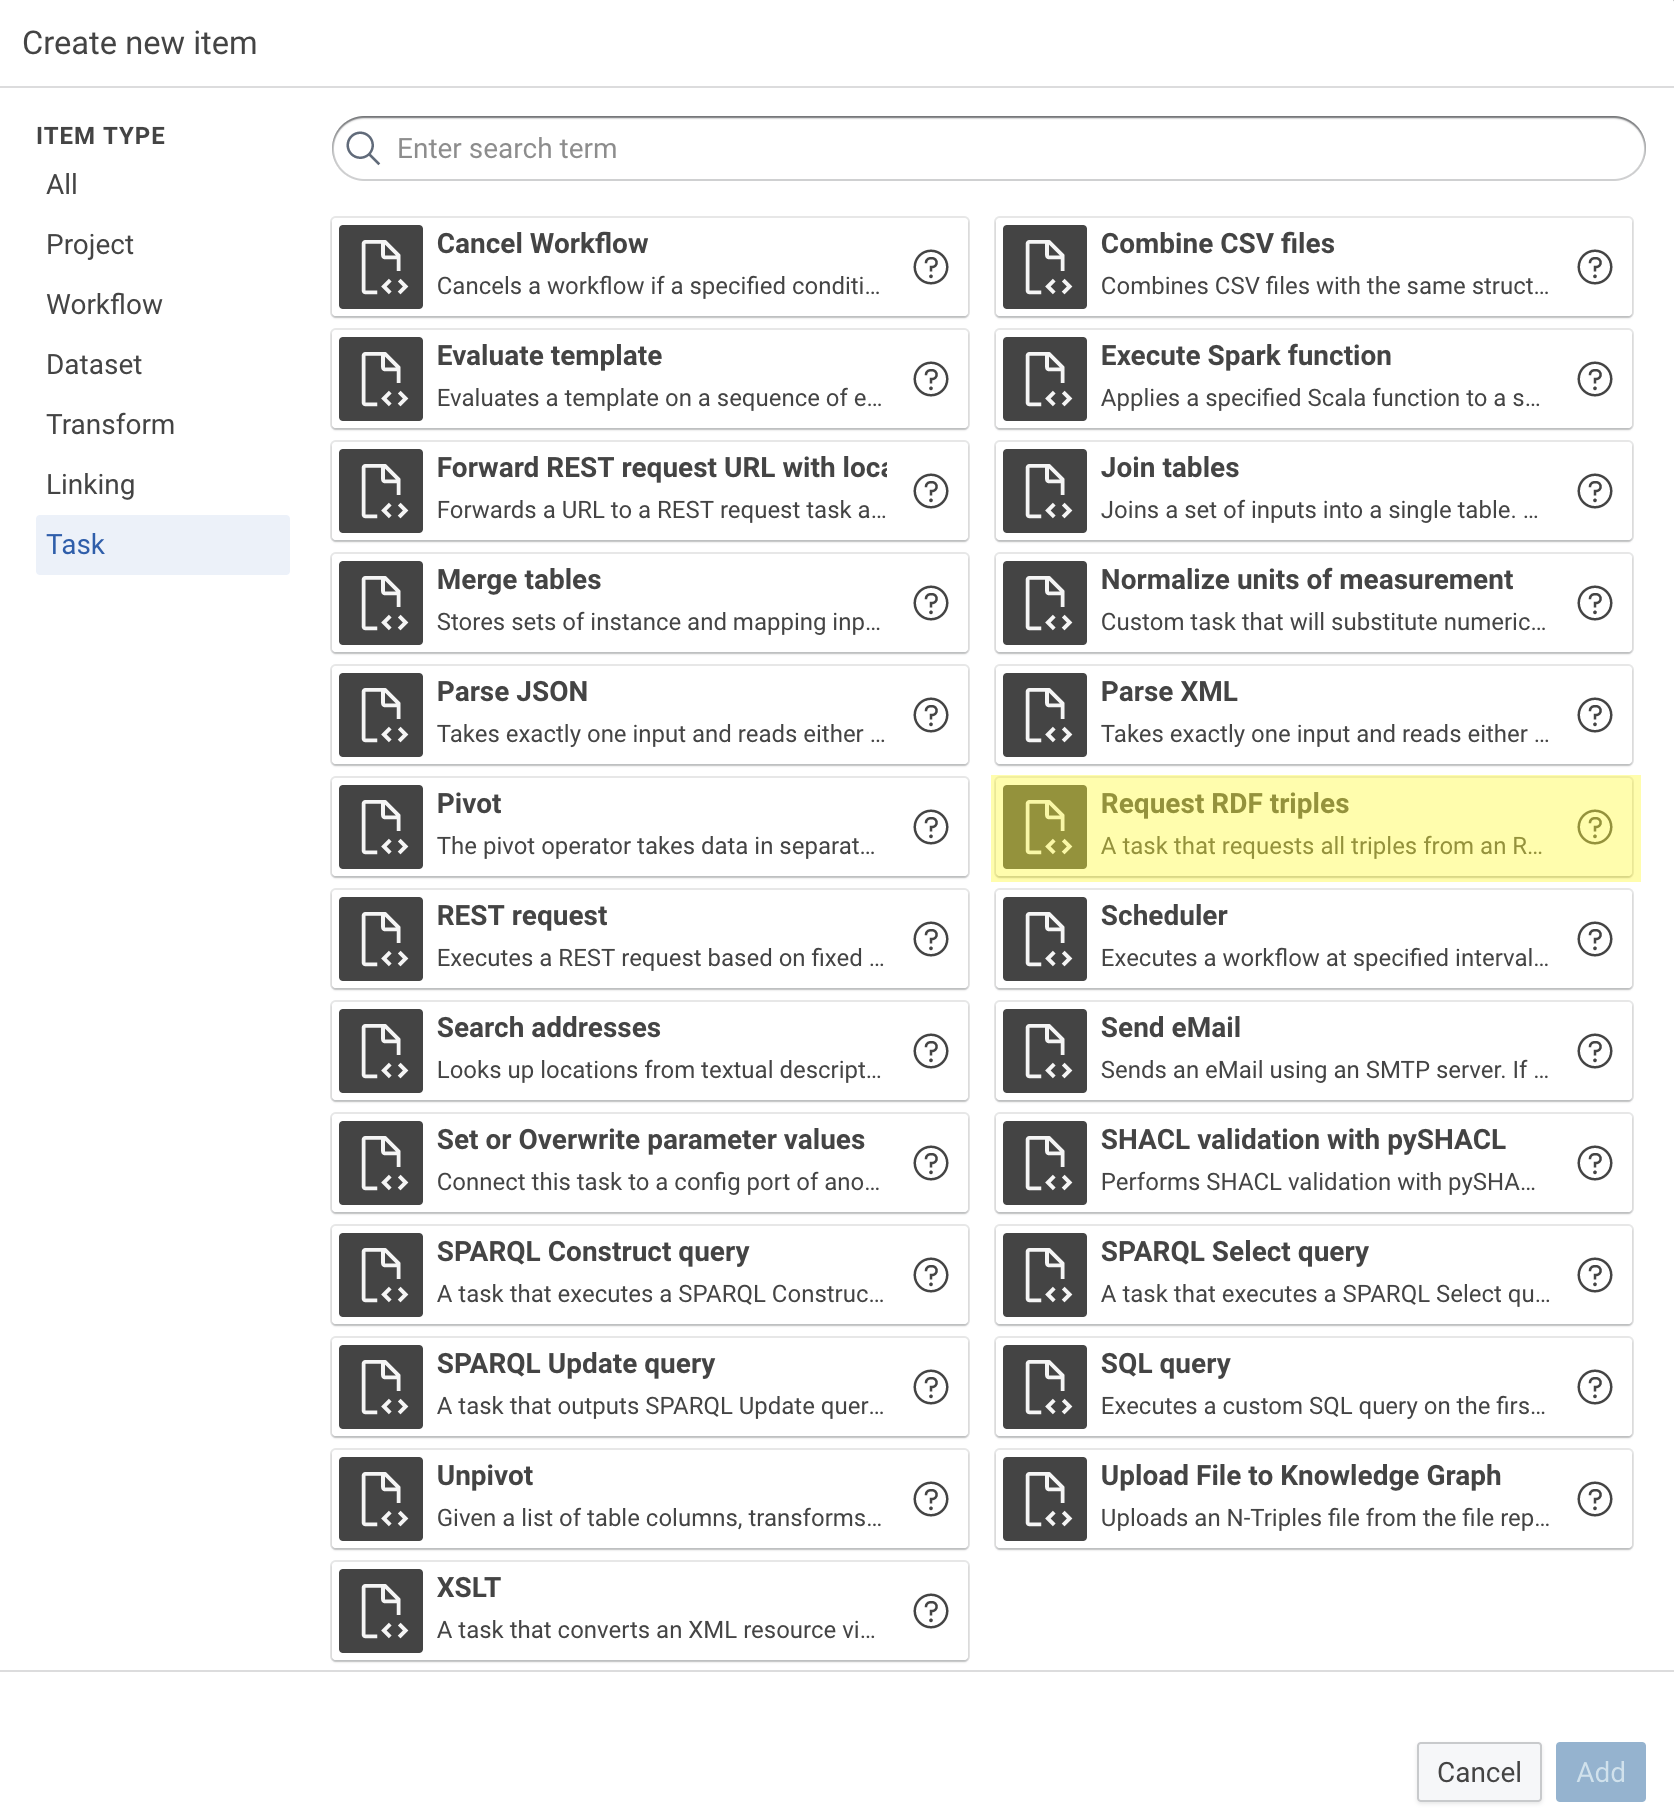 Create new item
ITEM TYPE
All
Project
Workflow
Dataset
Transform
Linking
Task
Enter search term
Cancel Workflow
Cancels a workflow if a specified conditi...
Combine CSV files
Combines CSV files with the same struct...
Evaluate template
Evaluates a template on a sequence of e...
Execute Spark function
Applies a specified Scala function to a s...
Forward REST request URL with loca
Forwards a URL to a REST request task a...
Join tables
Joins a set of inputs into a single table. ...
Merge tables
Stores sets of instance and mapping inp...
Normalize units of measurement
Custom task that will substitute numeric...
Parse JSON
Takes exactly one input and reads either ...
Parse XML
Takes exactly one input and reads either ...
Pivot
The pivot operator takes data in separat...
Request RDF triples
A task that requests all triples from an R...
REST request
Executes a REST request based on fixed ...
Scheduler
Executes a workflow at specified interval...
Search addresses
Looks up locations from textual descript...
Send eMail
Sends an eMail using an SMTP server. If ...
Set or Overwrite parameter values
Connect this task to a config port of ano...
SHACL validation with pySHACL
Performs SHACL validation with pySHA...
SPARQL Construct query
A task that executes a SPARQL Construc...
SPARQL Select query
A task that executes a SPARQL Select qu...
SPARQL Update query
A task that outputs SPARQL Update quer...
SQL query
Executes a custom SQL query on the firs...
Unpivot
Given a list of table columns, transforms...
Upload File to Knowledge Graph
Uploads an N-Triples file from the file rep...
XSLT
A task that converts an XML resource vi...
Cancel
Add